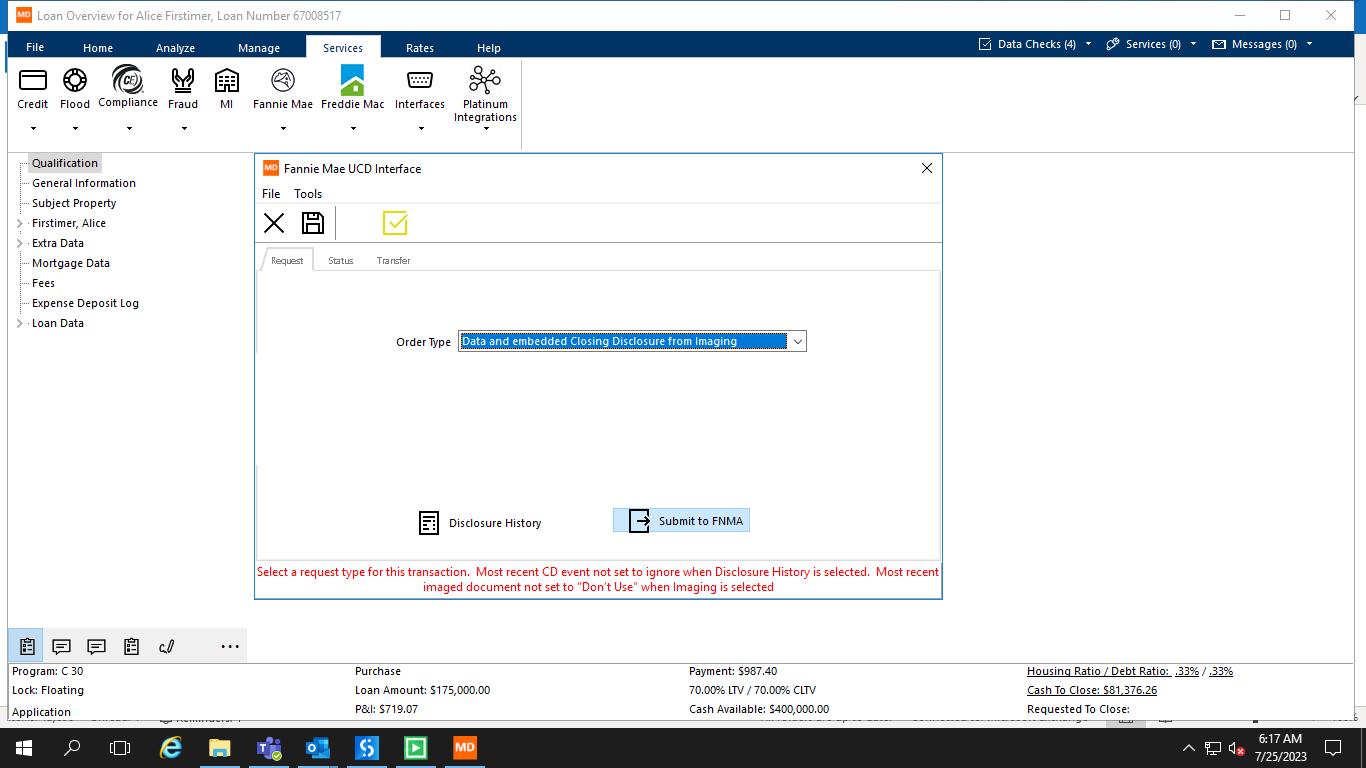 MD Loan Overview for Alice Firstimer, Loan Number 67008517
File Home Analyze Manage Services Rates Help
Data Checks (4) Services (0) Messages (0)
Credit Flood Compliance Fraud MI Fannie Mae Freddie Mac Interfaces Platinum Integrations
Qualification
General Information
Subject Property
Firstimer, Alice
Extra Data
Mortgage Data
Fees
Expense Deposit Log
Loan Data
MD Fannie Mae UCD Interface
File Tools
Request Status Transfer
Order Type Data and embedded Closing Disclosure from Imaging
Disclosure History Submit to FNMA
Select a request type for this transaction. Most recent CD event not set to ignore when Disclosure History is selected. Most recent
imaged document not set to "Don't Use" when Imaging is selected
Program: C 30 Purchase Payment: $987.40 Housing Ratio / Debt Ratio: .33% / .33%
Lock: Floating Loan Amount: $175,000.00 70.00% LTV / 70.00% CLTV Cash To Close: $81,376.26
Application P&I: $719.07 Cash Available: $400,000.00 Requested To Close:
MD
6:17 AM
7/25/2023